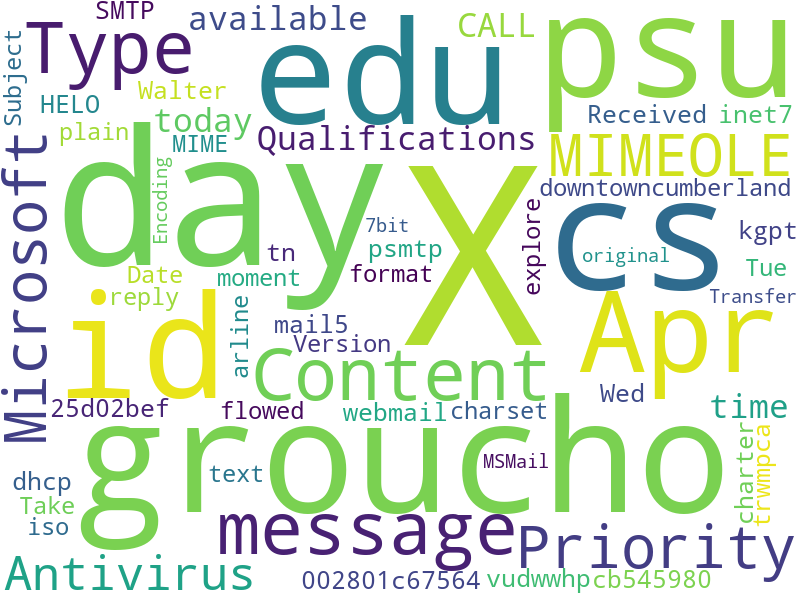 SMTP
available
CALL
psu
Type
edu
Subject
HELO
Walter
today
Received
inet7
plain
MIME
Qualifications
MIMEOLE
Microsoft
day
X
Encoding
downtowncumberland
cs
explore
7bit
kgpt
tn
psmtp
original
Tue
Date
moment
format
reply
id
Transfer
arline
mail5
Version
Apr
Content
25d02bef
flowed
webmail
charset
Wed
time
groucho
charter
trwmpca
MSMail
text
dhcp
Take
iso
message
Priority
Antivirus
002801c67564
vudwwhp
cb545980